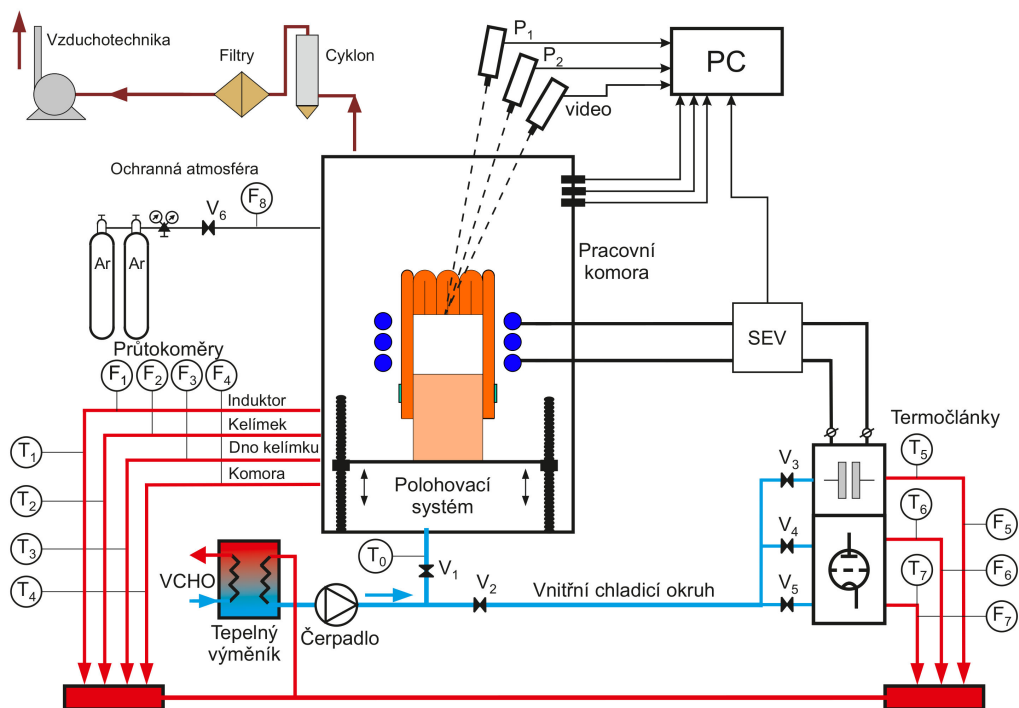 Vzduchotechnika
Filtry
Cyklon
P1
P2
video
PC
Ochranná atmosféra
V6
F8
Ar
Ar
Pracovní
komora
SEV
Průtokoměry
F1
F2
F3
F4
Induktor
Kelímek
Dno kelímku
Komora
T1
T2
T3
T4
Polohovací
systém
Termočlánky
V3
V4
V5
T5
T6
T7
F5
F6
F7
T0
V1
V2
VCHO
Vnitřní chladicí okruh
Tepelný
výměník
Čerpadlo